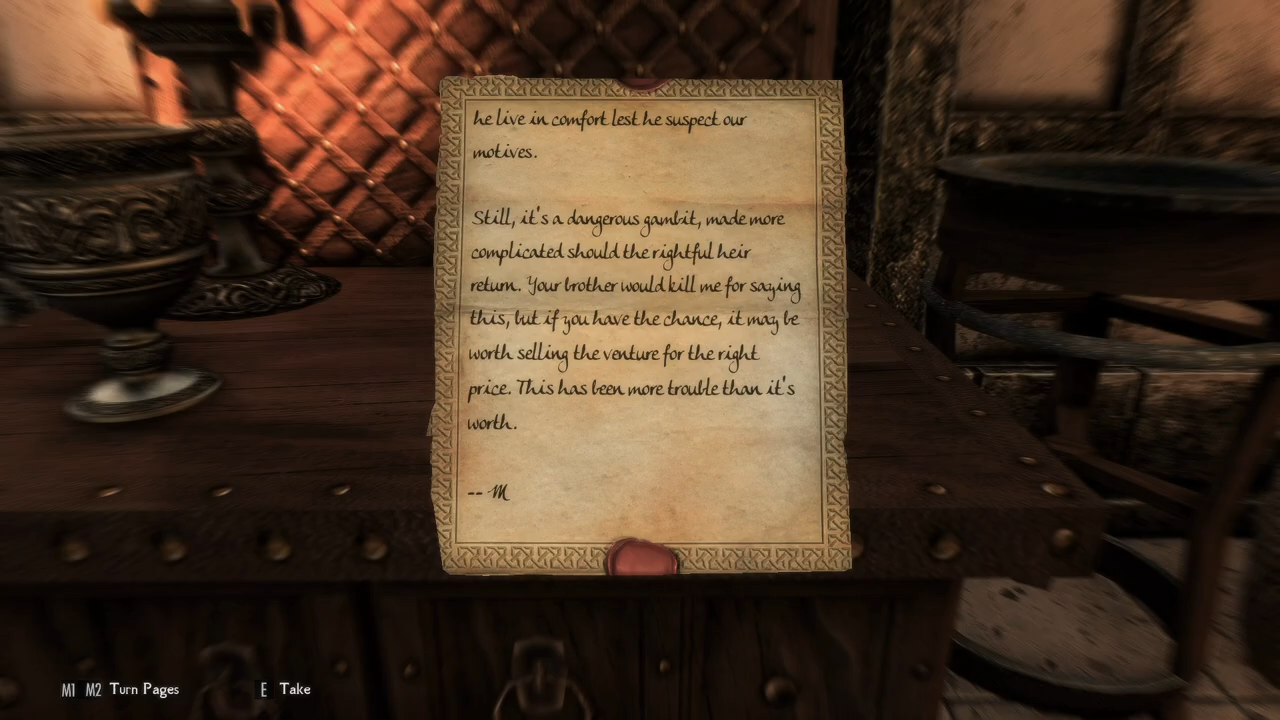 he live in comfort lest he suspect our
motives.
Still, it's a dangerous gambit, made more
complicated should the rightful heir
return. Your brother would kill me for saying
this, but if you have the chance, it may be
worth selling the venture for the right
price. This has been more trouble than it's
worth.
-- M
M1 M2 Turn Pages E Take